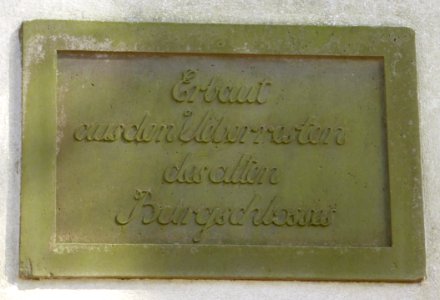 Erbaut
aus den Ueberresten
des alten
Burgschlosses